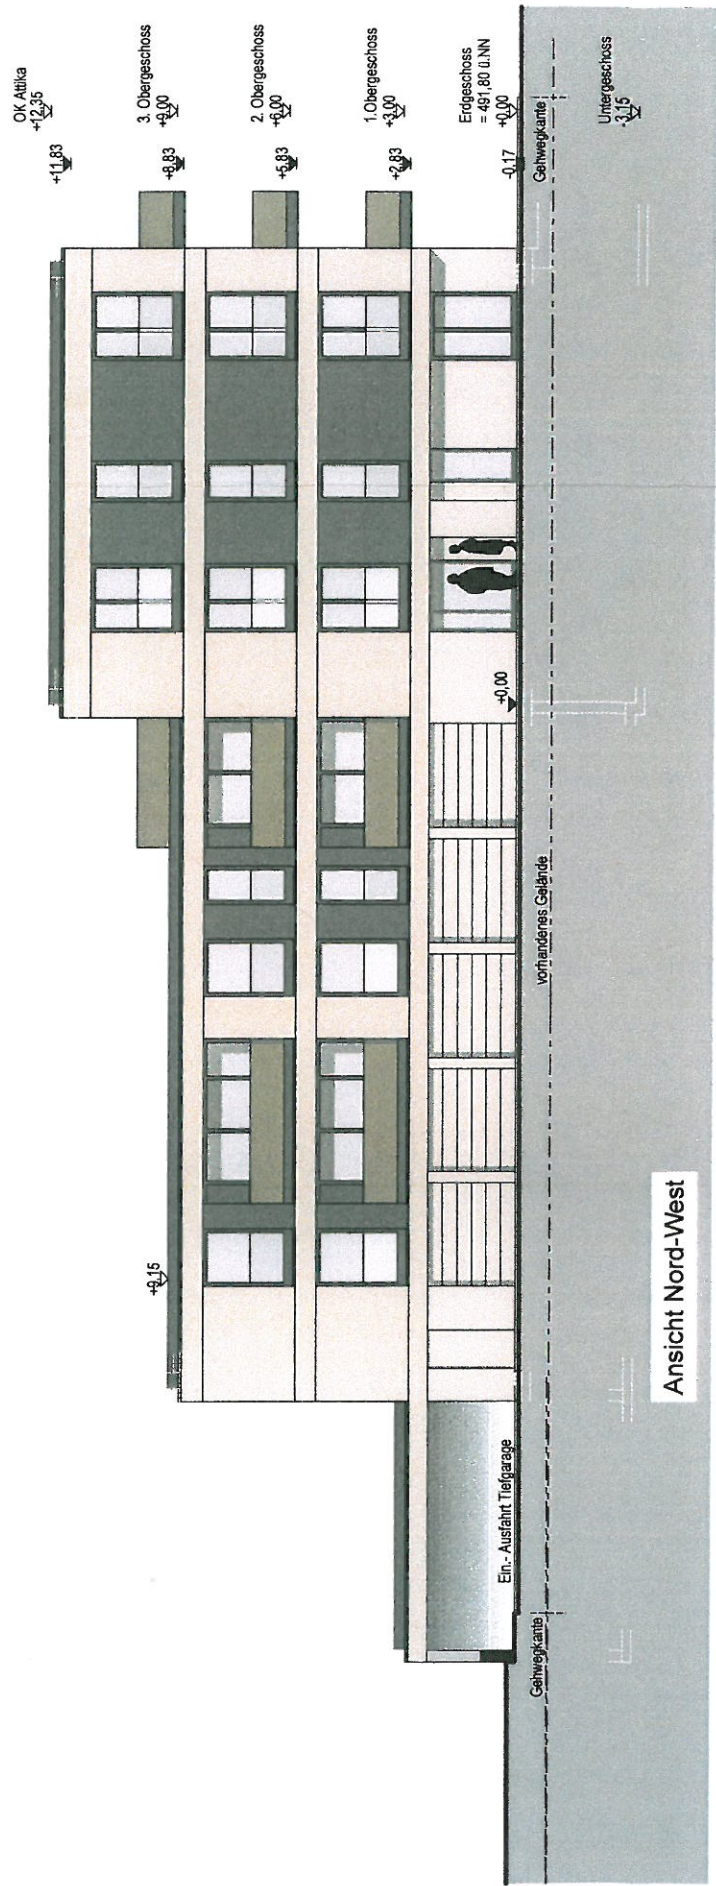 OK Attika
+12,35
+11,83
3. Obergeschoss
+9,00
+8,83
2. Obergeschoss
+6,00
+5,83
1.Obergeschoss
+3,00
+2,83
Erdgeschoss
= 491,80 ü.NN
+0,00
-0,17
Gehwegkante
Untergeschoss
-3,15
+9,15
+0,00
vorhandenes Gelände
Ein.- Ausfahrt Tiefgarage
Gehwegkante
Ansicht Nord-West